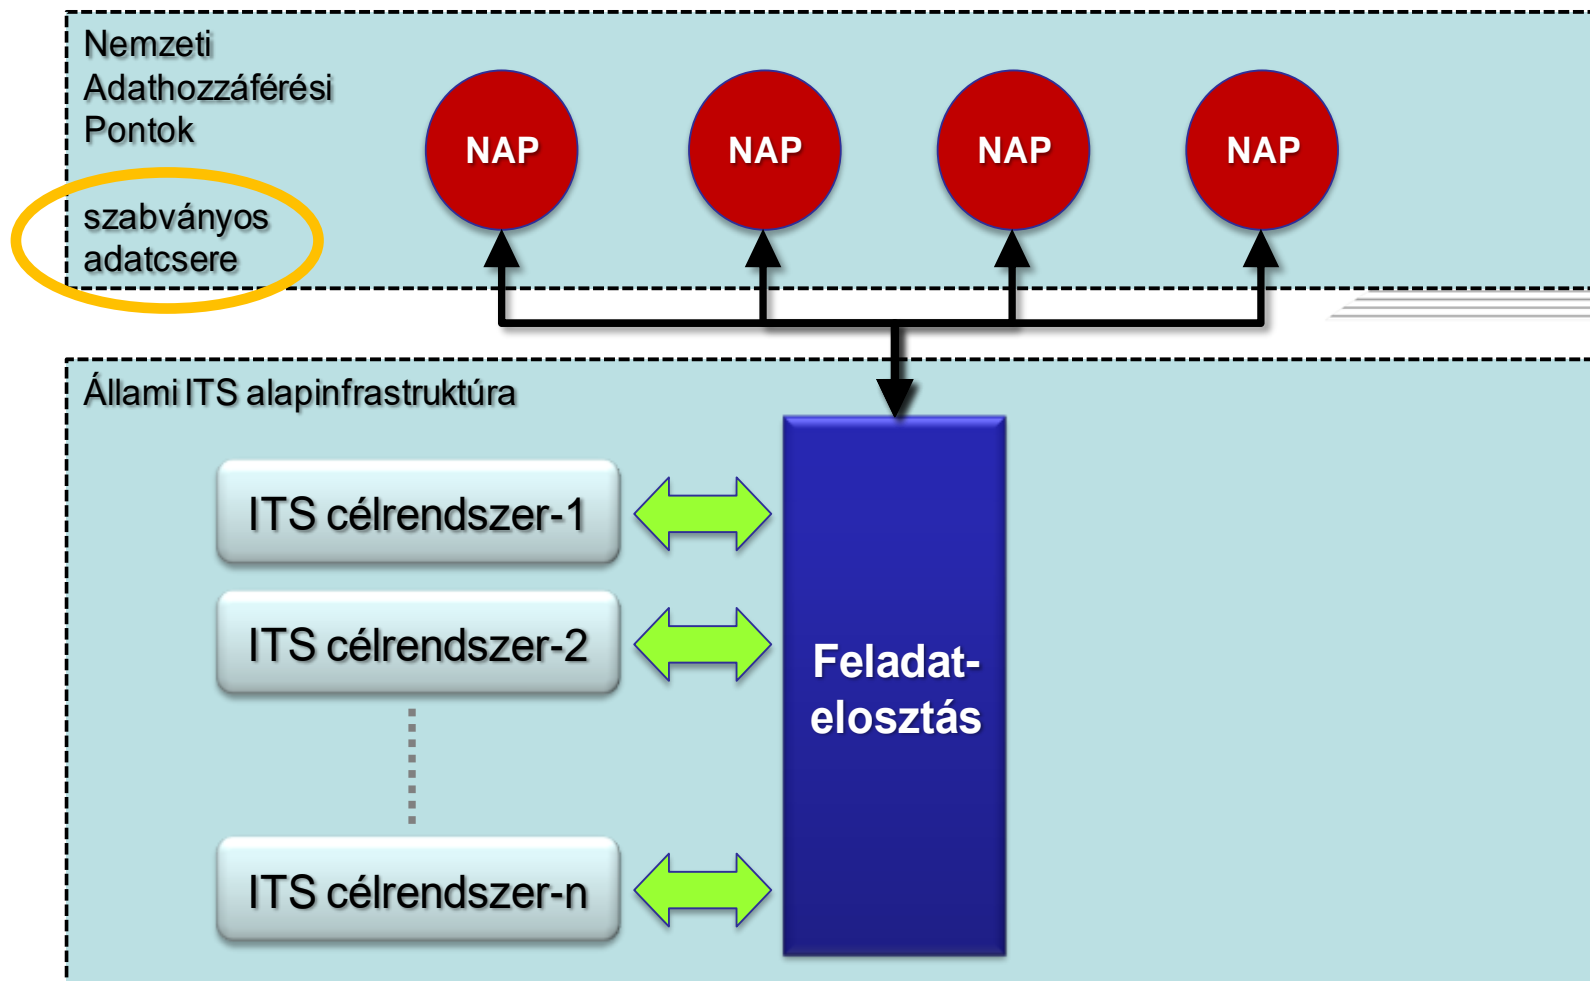 Nemzeti
Adathozzáférési
Pontok
szabványos
adatcsere
NAP
NAP
NAP
NAP
Állami ITS alapinfrastruktúra
ITS célrendszer-1
ITS célrendszer-2
ITS célrendszer-n
Feladat-
elosztás